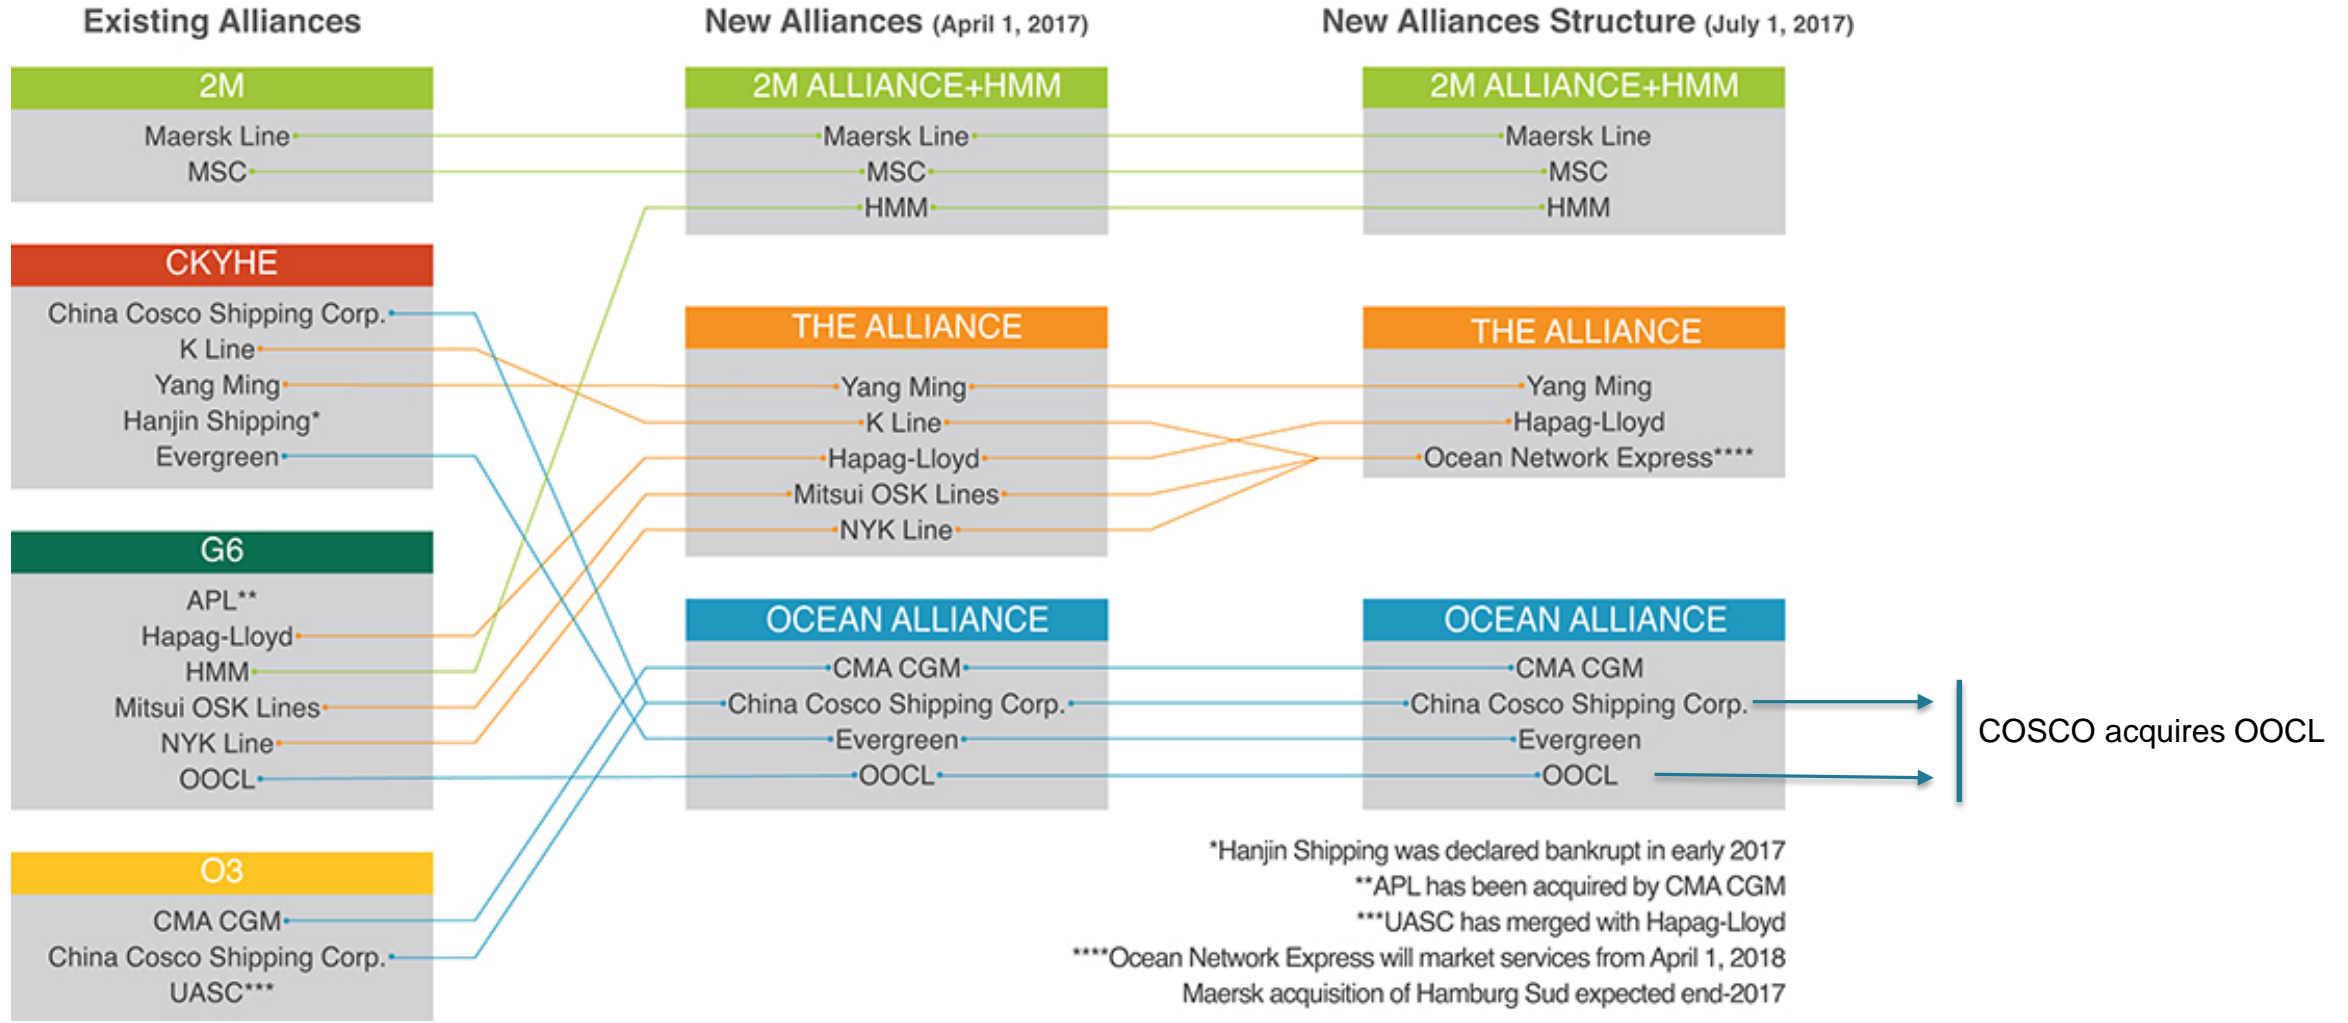 Existing Alliances
2M
Maersk Line
MSC
CKYHE
China Cosco Shipping Corp.
K Line
Yang Ming
Hanjin Shipping*
Evergreen
G6
APL**
Hapag-Lloyd
HMM
Mitsui OSK Lines
NYK Line
OOCL
O3
CMA CGM
China Cosco Shipping Corp.
UASC***
New Alliances (April 1, 2017)
2M ALLIANCE+HMM
Maersk Line
MSC
HMM
THE ALLIANCE
Yang Ming
K Line
Hapag-Lloyd
Mitsui OSK Lines
NYK Line
OCEAN ALLIANCE
CMA CGM
China Cosco Shipping Corp.
Evergreen
OOCL
New Alliances Structure (July 1, 2017)
2M ALLIANCE+HMM
Maersk Line
MSC
HMM
THE ALLIANCE
Yang Ming
Hapag-Lloyd
Ocean Network Express****
OCEAN ALLIANCE
CMA CGM
China Cosco Shipping Corp.
Evergreen
OOCL
COSCO acquires OOCL
*Hanjin Shipping was declared bankrupt in early 2017
**APL has been acquired by CMA CGM
***UASC has merged with Hapag-Lloyd
****Ocean Network Express will market services from April 1, 2018
Maersk acquisition of Hamburg Sud expected end-2017